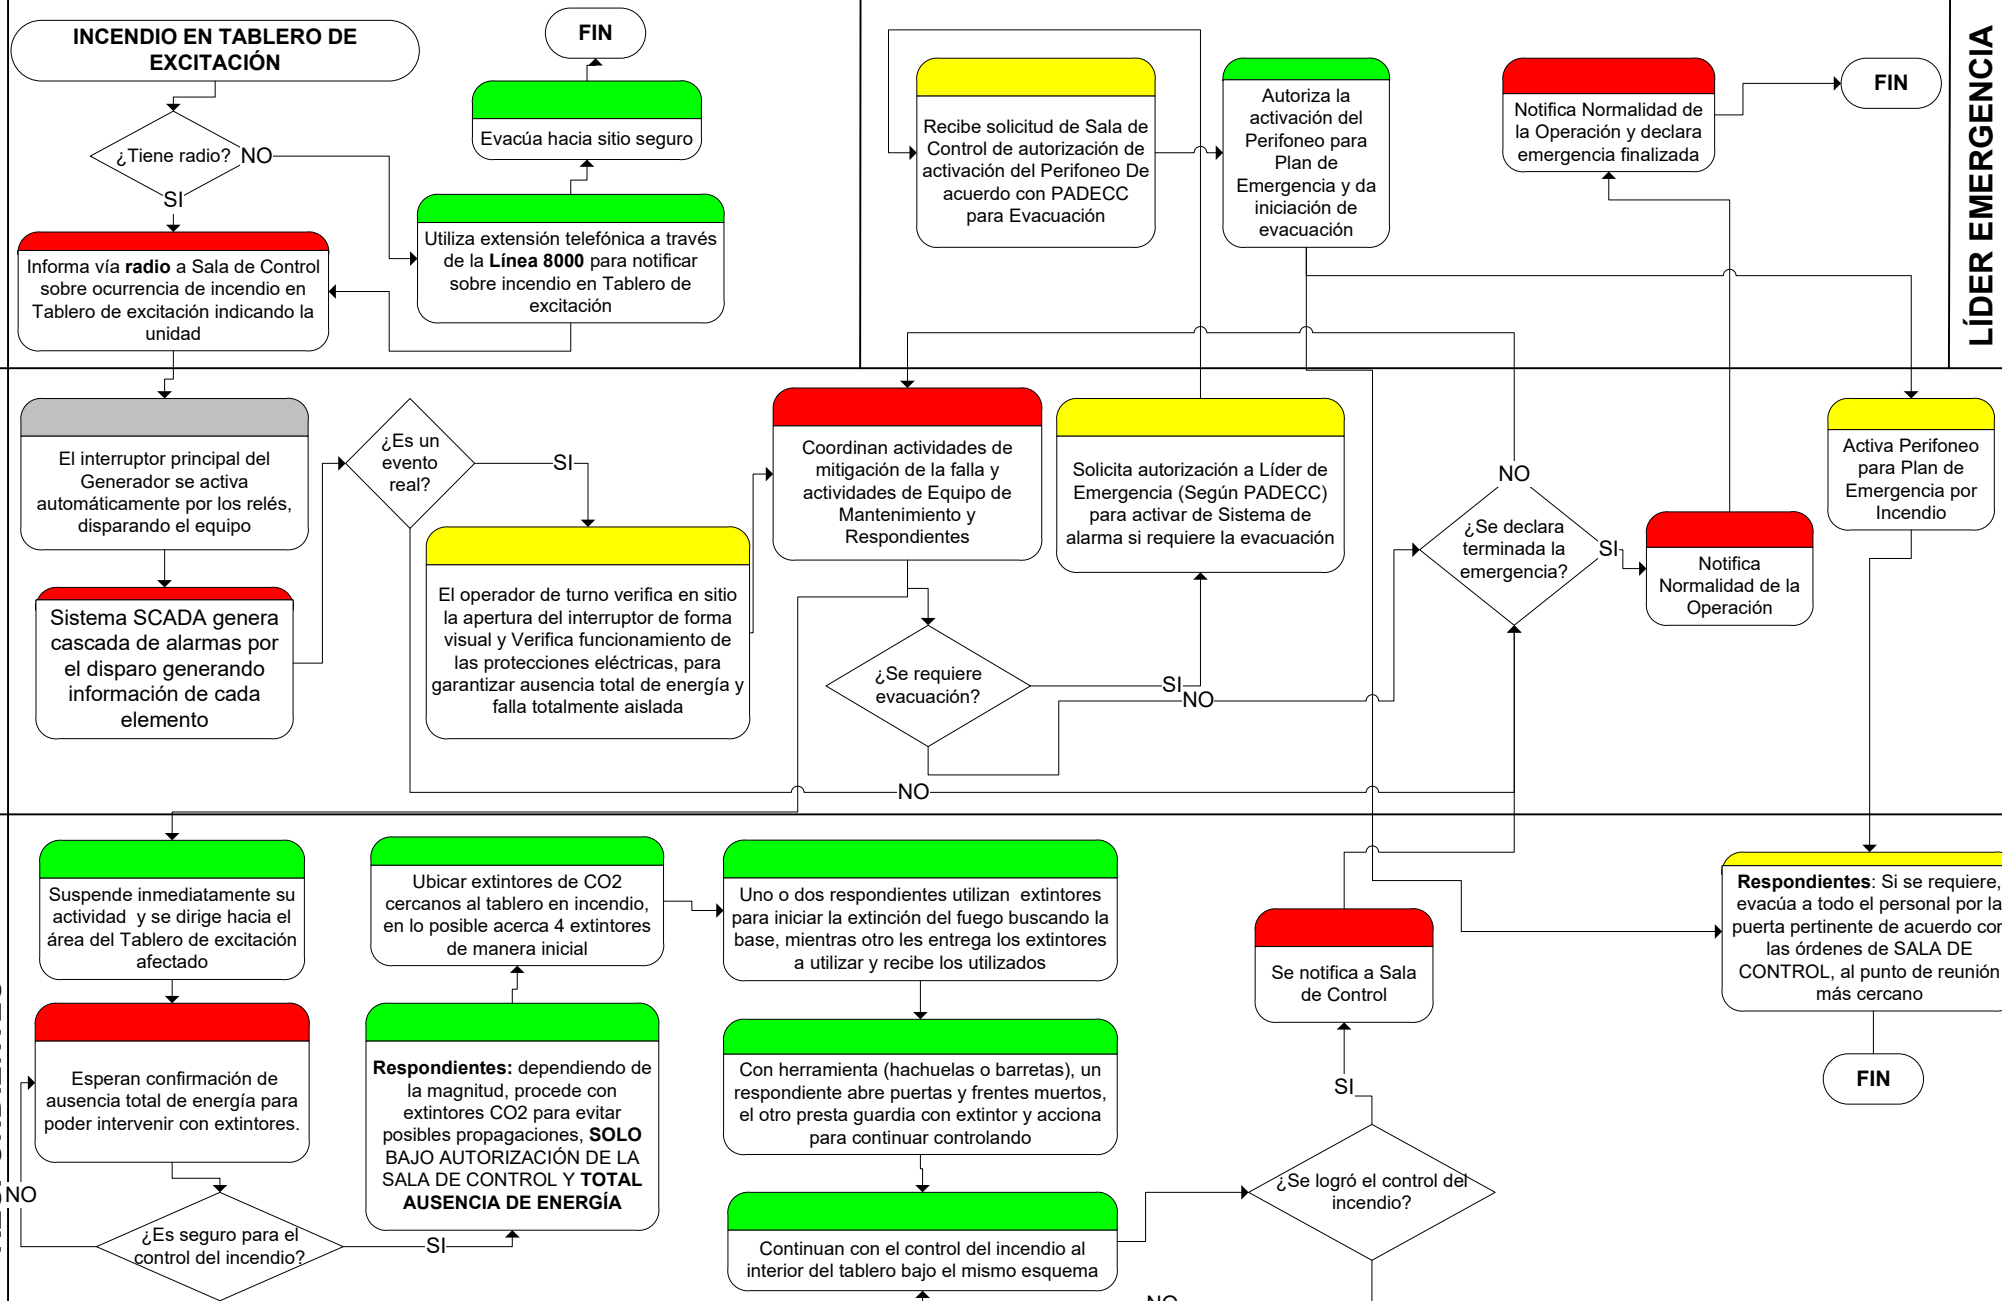 INCENDIO EN TABLERO DE
EXCITACIÓN
¿Tiene radio?
NO
SI
Informa vía radio a Sala de Control
sobre ocurrencia de incendio en
Tablero de excitación indicando la
unidad
FIN
Evacúa hacia sitio seguro
Utiliza extensión telefónica a través
de la Línea 8000 para notificar
sobre incendio en Tablero de
excitación
Recibe solicitud de Sala de
Control de autorización de
activación del Perifoneo De
acuerdo con PADECC
para Evacuación
Autoriza la
activación del
Perifoneo para
Plan de
Emergencia y da
iniciación de
evacuación
Notifica Normalidad de
la Operación y declara
emergencia finalizada
FIN
LÍDER EMERGENCIA
El interruptor principal del
Generador se activa
automáticamente por los relés,
disparando el equipo
Sistema SCADA genera
cascada de alarmas por
el disparo generando
información de cada
elemento
¿Es un
evento
real?
SI
El operador de turno verifica en sitio
la apertura del interruptor de forma
visual y Verifica funcionamiento de
las protecciones eléctricas, para
garantizar ausencia total de energía y
falla totalmente aislada
Coordinan actividades de
mitigación de la falla y
actividades de Equipo de
Mantenimiento y
Respondientes
Solicita autorización a Líder de
Emergencia (Según PADECC)
para activar de Sistema de
alarma si requiere la evacuación
¿Se requiere
evacuación?
SI
NO
NO
NO
¿Se declara
terminada la
emergencia?
SI
Notifica
Normalidad de la
Operación
Activa Perifoneo
para Plan de
Emergencia por
Incendio
Suspende inmediatamente su
actividad y se dirige hacia el
área del Tablero de excitación
afectado
Esperan confirmación de
ausencia total de energía para
poder intervenir con extintores.
NO
¿Es seguro para el
control del incendio?
SI
Ubicar extintores de CO2
cercanos al tablero en incendio,
en lo posible acerca 4 extintores
de manera inicial
Respondientes: dependiendo de
la magnitud, procede con
extintores CO2 para evitar
posibles propagaciones, SOLO
BAJO AUTORIZACIÓN DE LA
SALA DE CONTROL Y TOTAL
AUSENCIA DE ENERGÍA
Uno o dos respondientes utilizan extintores
para iniciar la extinción del fuego buscando la
base, mientras otro les entrega los extintores
a utilizar y recibe los utilizados
Con herramienta (hachuelas o barretas), un
respondiente abre puertas y frentes muertos,
el otro presta guardia con extintor y acciona
para continuar controlando
Continuan con el control del incendio al
interior del tablero bajo el mismo esquema
Se notifica a Sala
de Control
SI
¿Se logró el control del
incendio?
NO
Respondientes: Si se requiere,
evacúa a todo el personal por la
puerta pertinente de acuerdo con
las órdenes de SALA DE
CONTROL, al punto de reunión
más cercano
FIN